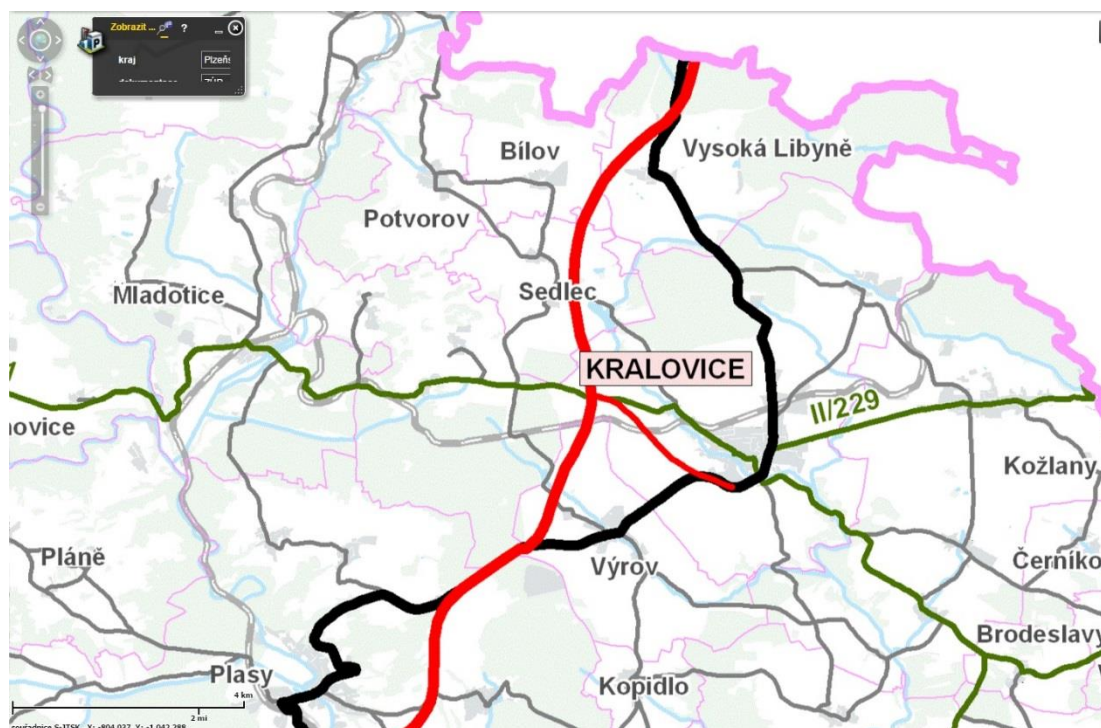 Zobrazit ... ?
kraj Plzeňs
Bílov
Vysoká Libyně
Potvorov
Sedlec
Mladotice
KRALOVICE
II/229
novice
Kožlany
Pláně
Výrov
Černíko
Brodeslavy
Plasy
Kopidlo
4 km
2 mi